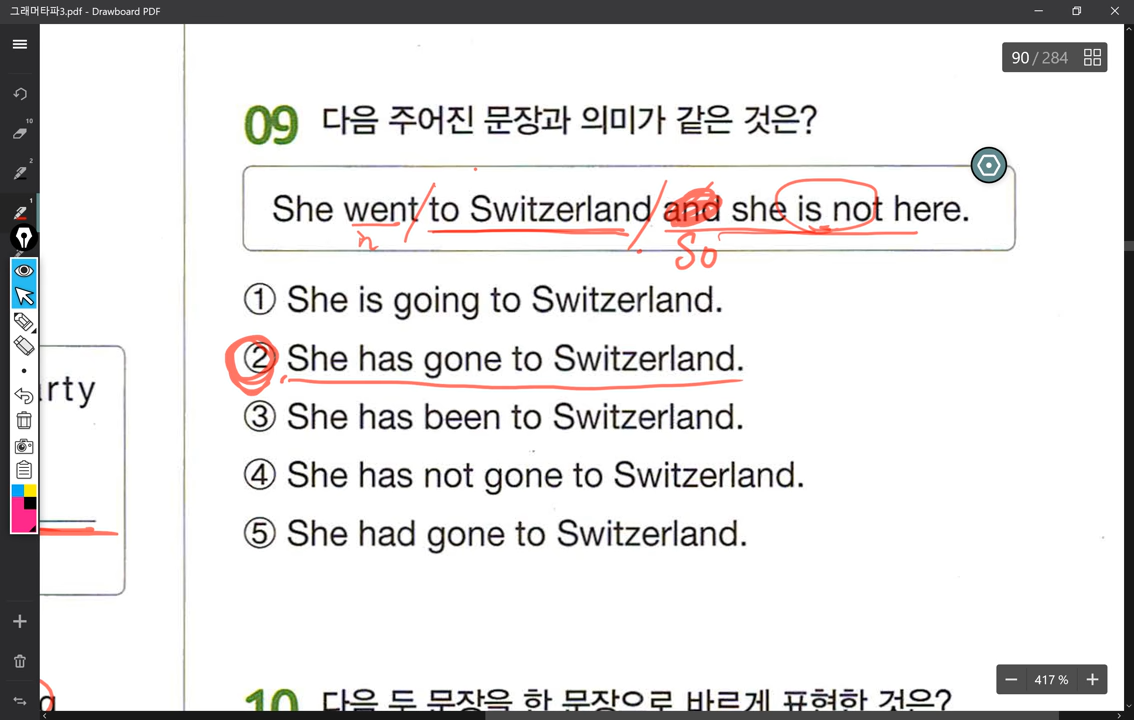 그래머타파3.pdf - Drawboard PDF
90 / 284
10
2
1
09 다음 주어진 문장과 의미가 같은 것은?
She went to Switzerland and she is not here.
So
① She is going to Switzerland.
② She has gone to Switzerland.
③ She has been to Switzerland.
④ She has not gone to Switzerland.
⑤ She had gone to Switzerland.
arty
417 %
10 다음 두 문장을 한 문장으로 바르게 표현한 것은?